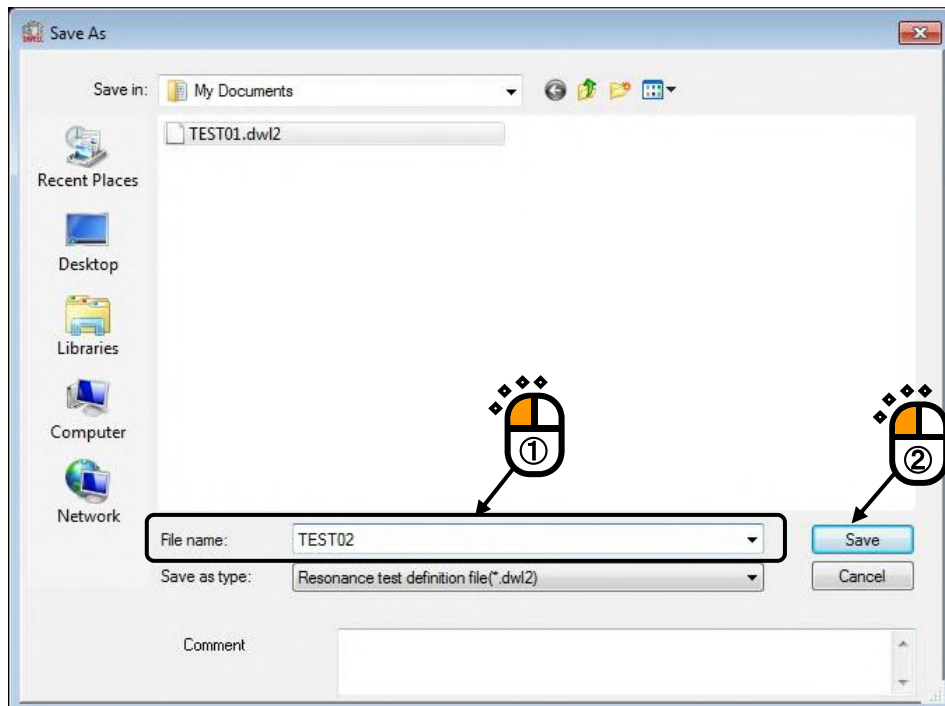 Save As
Save in: My Documents
TEST01.dwl2
Recent Places
Desktop
Libraries
Computer
Network
①
②
File name: TEST02 Save
Save as type: Resonance test definition file(*.dwl2) Cancel
Comment